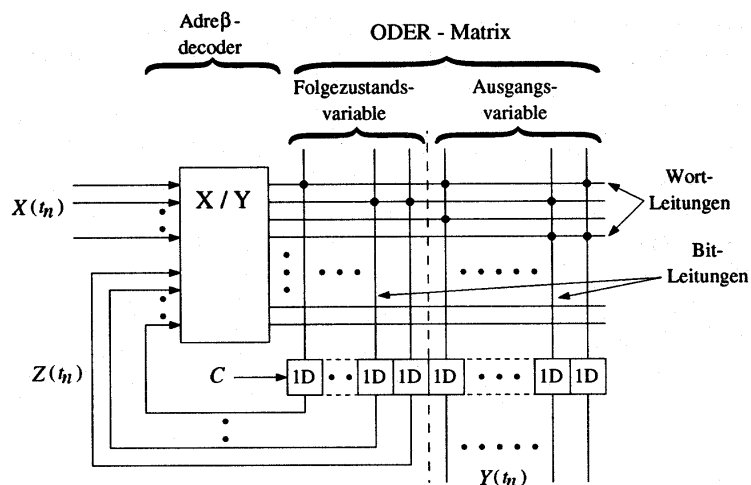 Adreβ-
decoder
ODER - Matrix
Folgezustands-
variable
Ausgangs-
variable
X / Y
X(tn)
Wort-
Leitungen
Bit-
Leitungen
Z(tn)
C
1D 1D 1D 1D 1D 1D
Y(tn)